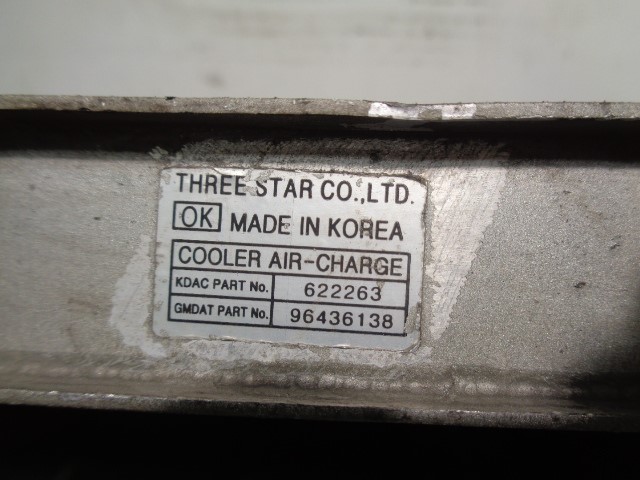 THREE STAR CO.,LTD.
OK MADE IN KOREA
COOLER AIR-CHARGE
KDAC PART No. 622263
GMDAT PART No. 96436138